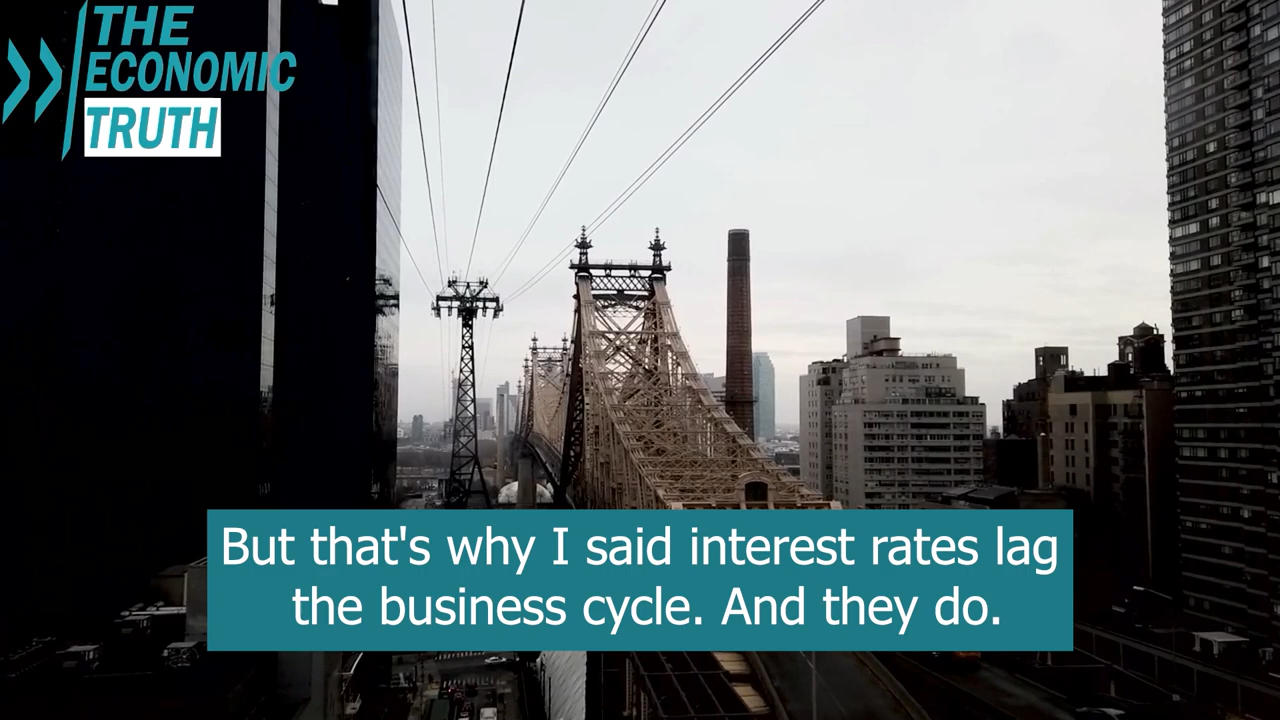 THE
ECONOMIC
TRUTH
But that's why I said interest rates lag
the business cycle. And they do.